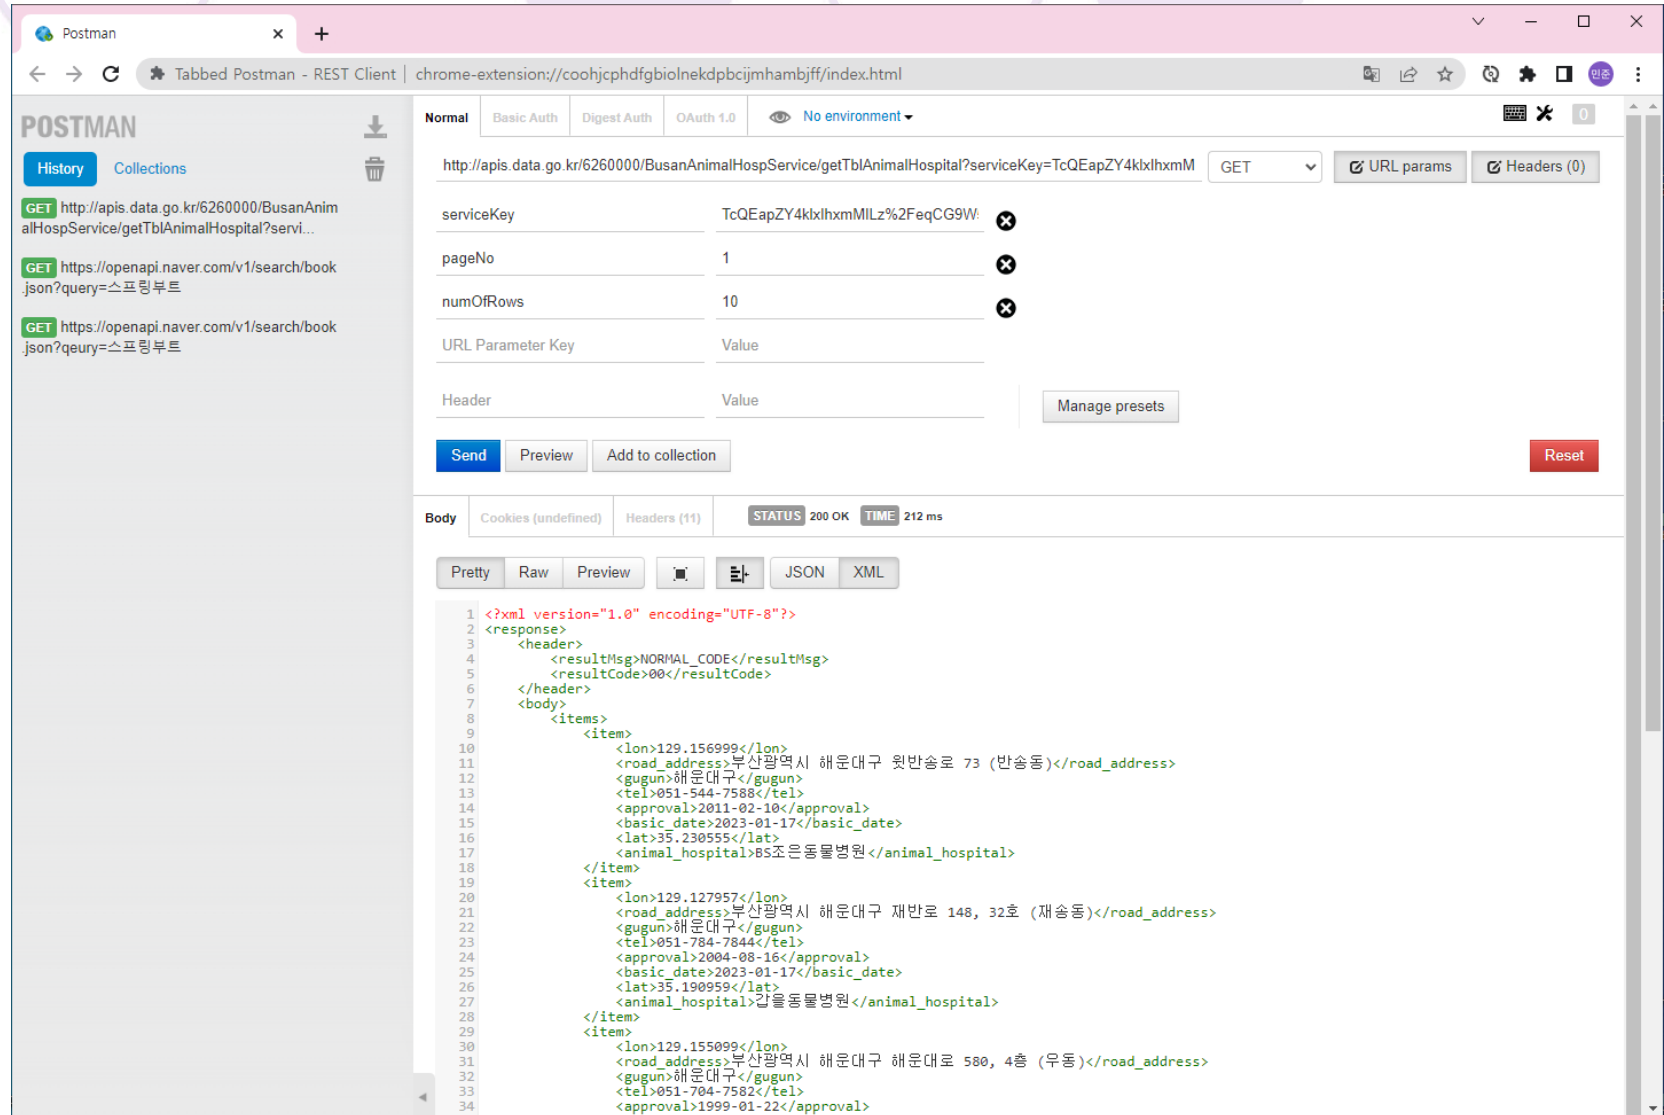 Postman
Tabbed Postman - REST Client | chrome-extension://coohjcphdfgbiolnekdpbcijmhambjff/index.html
민준
POSTMAN
History Collections
GET http://apis.data.go.kr/6260000/BusanAnim
alHospService/getTblAnimalHospital?servi...
GET https://openapi.naver.com/v1/search/book
.json?query=스프링부트
GET https://openapi.naver.com/v1/search/book
.json?qeury=스프링부트
Normal Basic Auth Digest Auth OAuth 1.0 No environment 0
http://apis.data.go.kr/6260000/BusanAnimalHospService/getTblAnimalHospital?serviceKey=TcQEapZY4klxIhxmM GET URL params Headers (0)
serviceKey TcQEapZY4klxIhxmMILz%2FeqCG9W
pageNo 1
numOfRows 10
URL Parameter Key Value
Header Value Manage presets
Send Preview Add to collection Reset
Body Cookies (undefined) Headers (11) STATUS 200 OK TIME 212 ms
Pretty Raw Preview JSON XML
1 <?xml version="1.0" encoding="UTF-8"?>
2 <response>
3 <header>
4 <resultMsg>NORMAL_CODE</resultMsg>
5 <resultCode>00</resultCode>
6 </header>
7 <body>
8 <items>
9 <item>
10 <lon>129.156999</lon>
11 <road_address>부산광역시 해운대구 윗반송로 73 (반송동)</road_address>
12 <gugun>해운대구</gugun>
13 <tel>051-544-7588</tel>
14 <approval>2011-02-10</approval>
15 <basic_date>2023-01-17</basic_date>
16 <lat>35.230555</lat>
17 <animal_hospital>BS조은동물병원</animal_hospital>
18 </item>
19 <item>
20 <lon>129.127957</lon>
21 <road_address>부산광역시 해운대구 재반로 148, 32호 (재송동)</road_address>
22 <gugun>해운대구</gugun>
23 <tel>051-784-7844</tel>
24 <approval>2004-08-16</approval>
25 <basic_date>2023-01-17</basic_date>
26 <lat>35.190959</lat>
27 <animal_hospital>갑을동물병원</animal_hospital>
28 </item>
29 <item>
30 <lon>129.155099</lon>
31 <road_address>부산광역시 해운대구 해운대로 580, 4층 (우동)</road_address>
32 <gugun>해운대구</gugun>
33 <tel>051-704-7582</tel>
34 <approval>1999-01-22</approval>